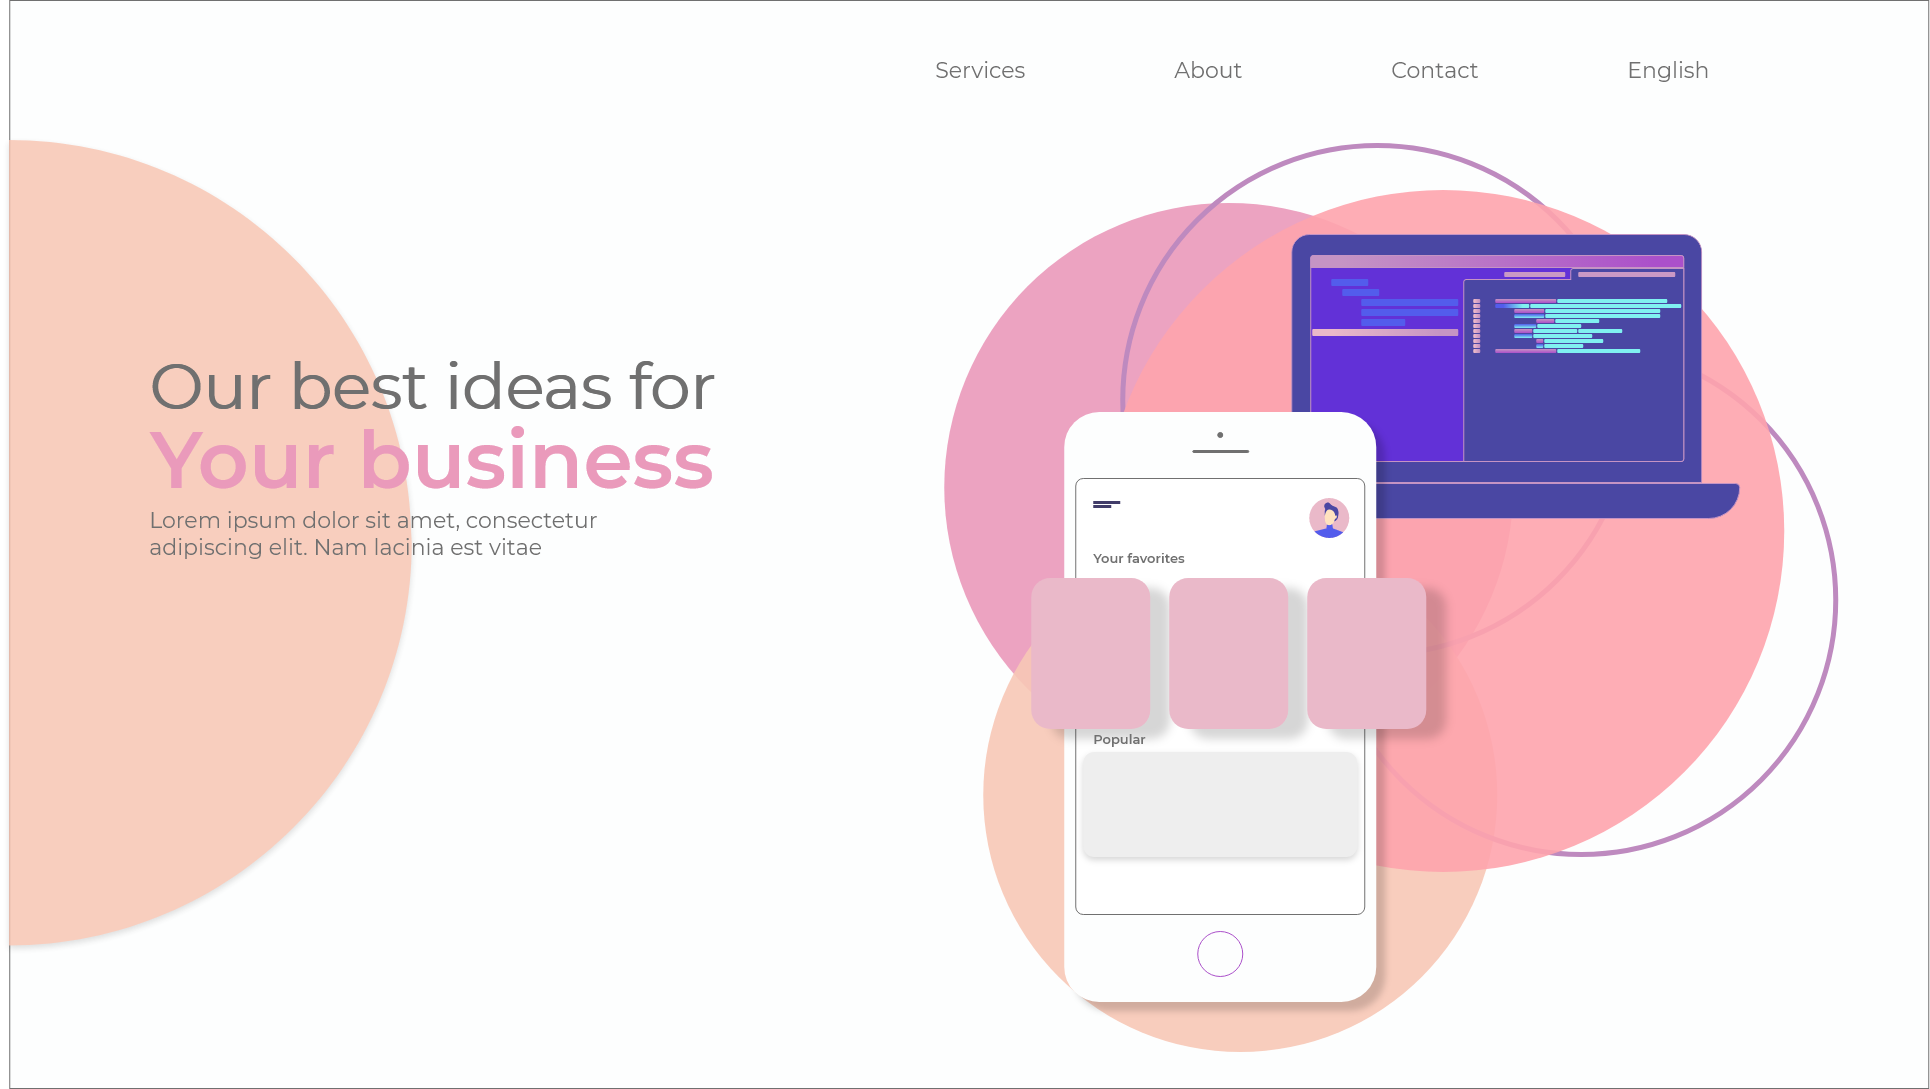 Services About Contact English
Our best ideas for
Your business
Lorem ipsum dolor sit amet, consectetur
adipiscing elit. Nam lacinia est vitae
Your favorites
Popular